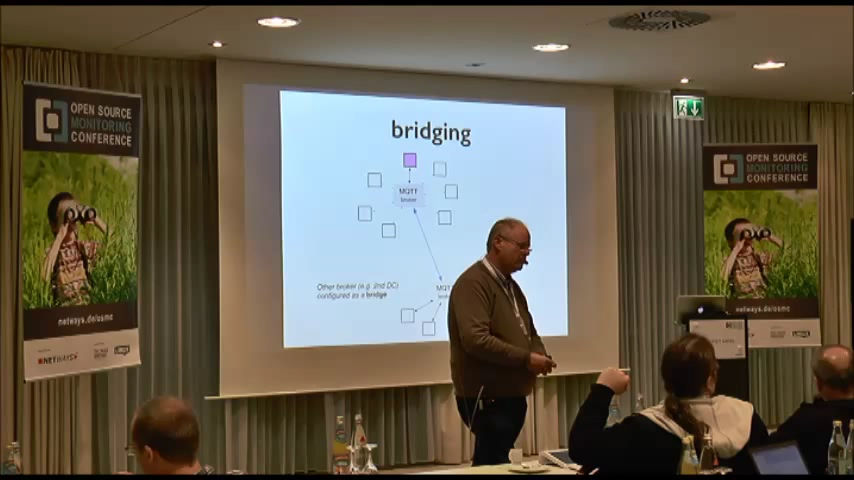 OPEN SOURCE
MONITORING
CONFERENCE
netways.de/osmc
NETWAYS
bridging
MQTT
broker
Other broker (e.g. 2nd DC)
configured as a bridge
OPEN SOURCE
MONITORING
CONFERENCE
netways.de/osmc